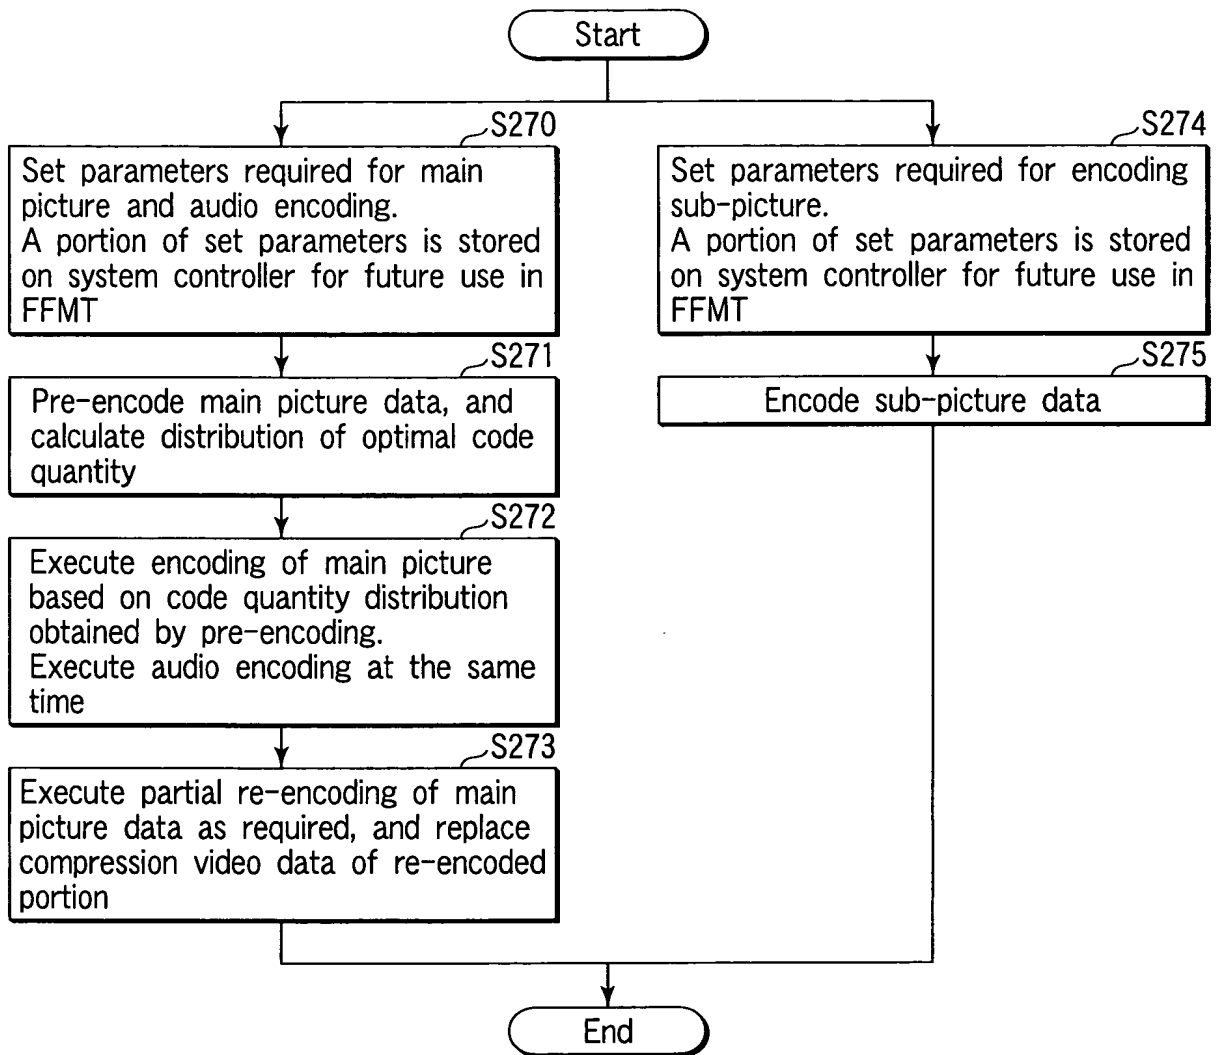 Start
S270
Set parameters required for main
picture and audio encoding.
A portion of set parameters is stored
on system controller for future use in
FFMT
S271
Pre-encode main picture data, and
calculate distribution of optimal code
quantity
S272
Execute encoding of main picture
based on code quantity distribution
obtained by pre-encoding.
Execute audio encoding at the same
time
S273
Execute partial re-encoding of main
picture data as required, and replace
compression video data of re-encoded
portion
S274
Set parameters required for encoding
sub-picture.
A portion of set parameters is stored
on system controller for future use in
FFMT
S275
Encode sub-picture data
End